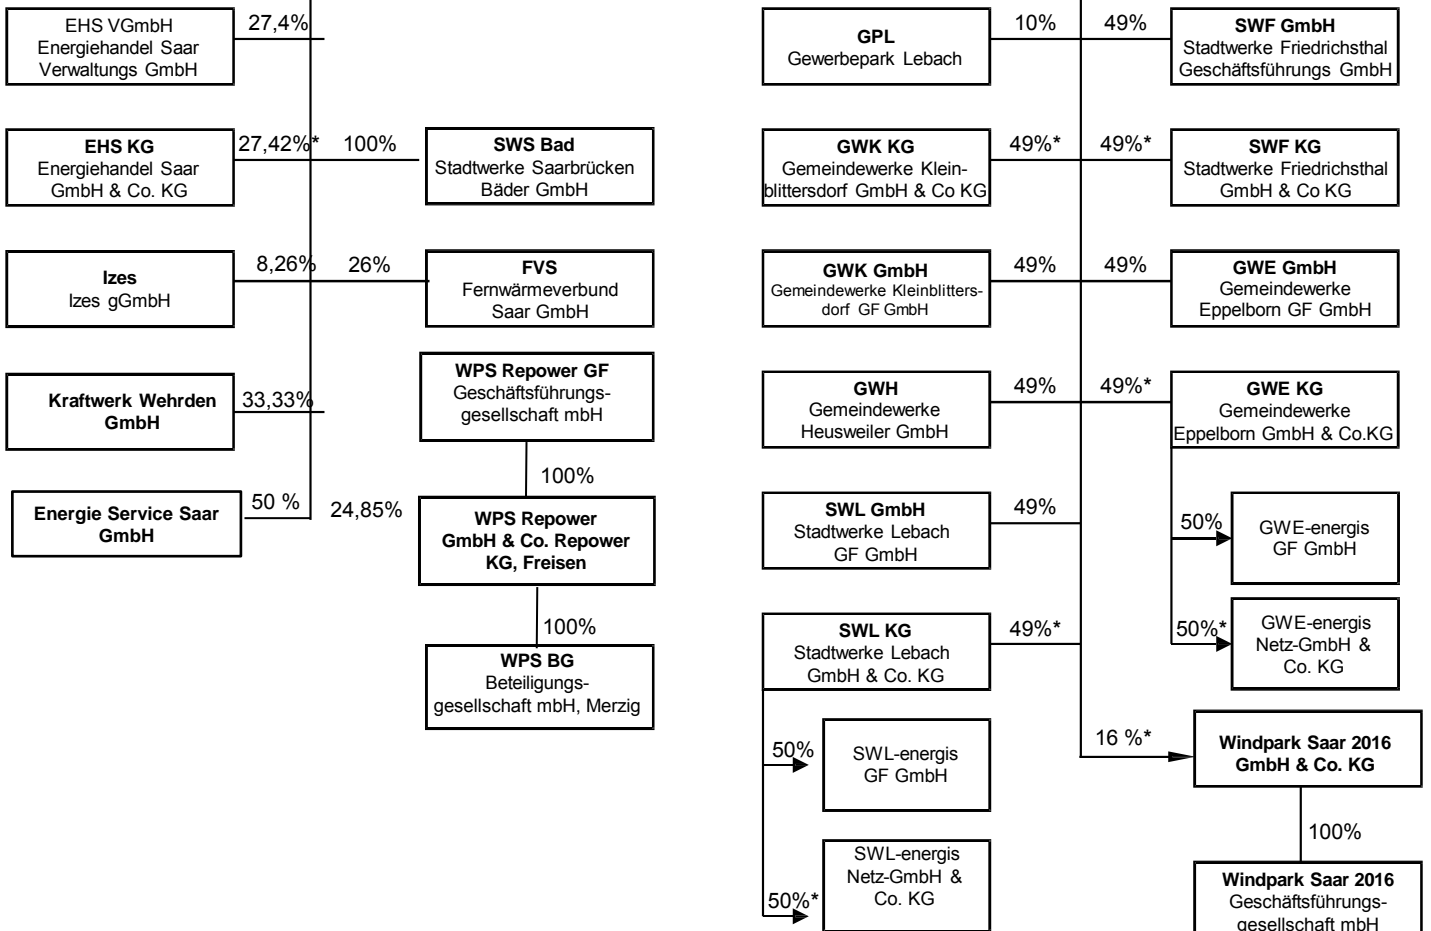 EHS VGmbH
Energiehandel Saar
Verwaltungs GmbH
27,4%
EHS KG
Energiehandel Saar
GmbH & Co. KG
27,42%*
100%
SWS Bad
Stadtwerke Saarbrücken
Bäder GmbH
Izes
Izes gGmbH
8,26%
26%
FVS
Fernwärmeverbund
Saar GmbH
Kraftwerk Wehrden
GmbH
33,33%
WPS Repower GF
Geschäftsführungs-
gesellschaft mbH
100%
Energie Service Saar
GmbH
50 %
24,85%
WPS Repower
GmbH & Co. Repower
KG, Freisen
100%
WPS BG
Beteiligungs-
gesellschaft mbH, Merzig
GPL
Gewerbepark Lebach
10%
49%
SWF GmbH
Stadtwerke Friedrichsthal
Geschäftsführungs GmbH
GWK KG
Gemeindewerke Klein-
blittersdorf GmbH & Co KG
49%*
49%*
SWF KG
Stadtwerke Friedrichsthal
GmbH & Co KG
GWK GmbH
Gemeindewerke Kleinblitters-
dorf GF GmbH
49%
49%
GWE GmbH
Gemeindewerke
Eppelborn GF GmbH
GWH
Gemeindewerke
Heusweiler GmbH
49%
49%*
GWE KG
Gemeindewerke
Eppelborn GmbH & Co.KG
SWL GmbH
Stadtwerke Lebach
GF GmbH
49%
50%
GWE-energis
GF GmbH
SWL KG
Stadtwerke Lebach
GmbH & Co. KG
49%*
50%*
GWE-energis
Netz-GmbH &
Co. KG
50%
SWL-energis
GF GmbH
16 %*
Windpark Saar 2016
GmbH & Co. KG
100%
50%*
SWL-energis
Netz-GmbH &
Co. KG
Windpark Saar 2016
Geschäftsführungs-
gesellschaft mbH